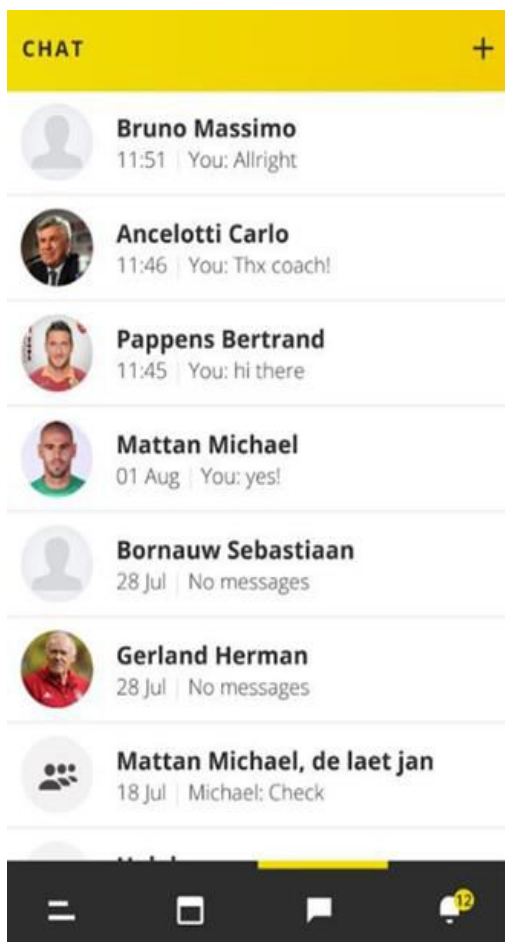 CHAT +
Bruno Massimo
11:51 | You: Allright
Ancelotti Carlo
11:46 | You: Thx coach!
Pappens Bertrand
11:45 | You: hi there
Mattan Michael
01 Aug | You: yes!
Bornauw Sebastiaan
28 Jul | No messages
Gerland Herman
28 Jul | No messages
Mattan Michael, de laet jan
18 Jul | Michael: Check
12